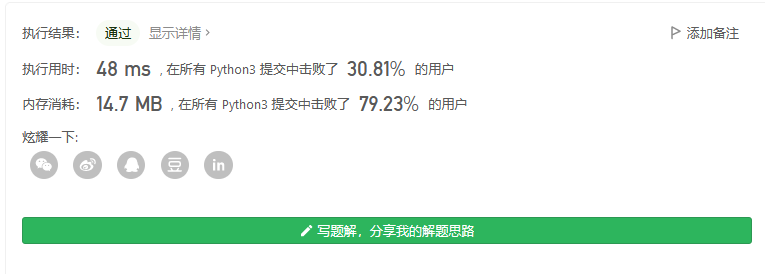 执行结果： 通过 显示详情 › 添加备注
执行用时： 48 ms , 在所有 Python3 提交中击败了 30.81% 的用户
内存消耗： 14.7 MB , 在所有 Python3 提交中击败了 79.23% 的用户
炫耀一下:
豆 in
写题解，分享我的解题思路